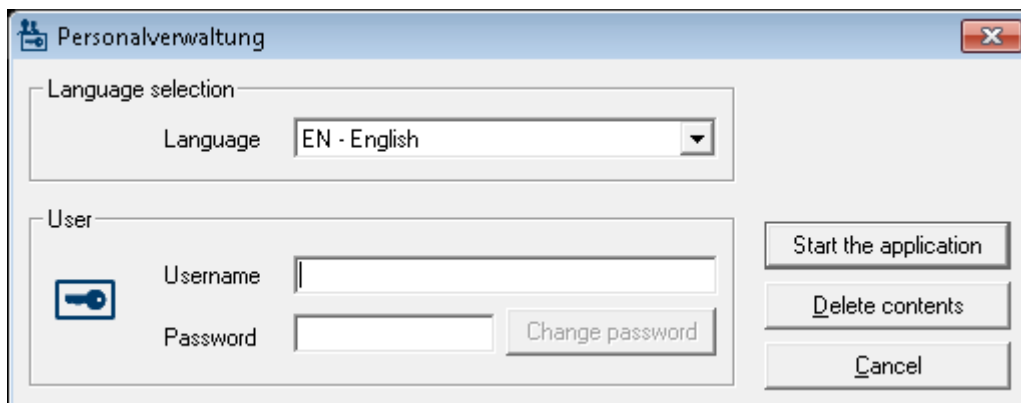 Personalverwaltung
Language selection
Language EN - English
User
Username
Password Change password
Start the application
Delete contents
Cancel